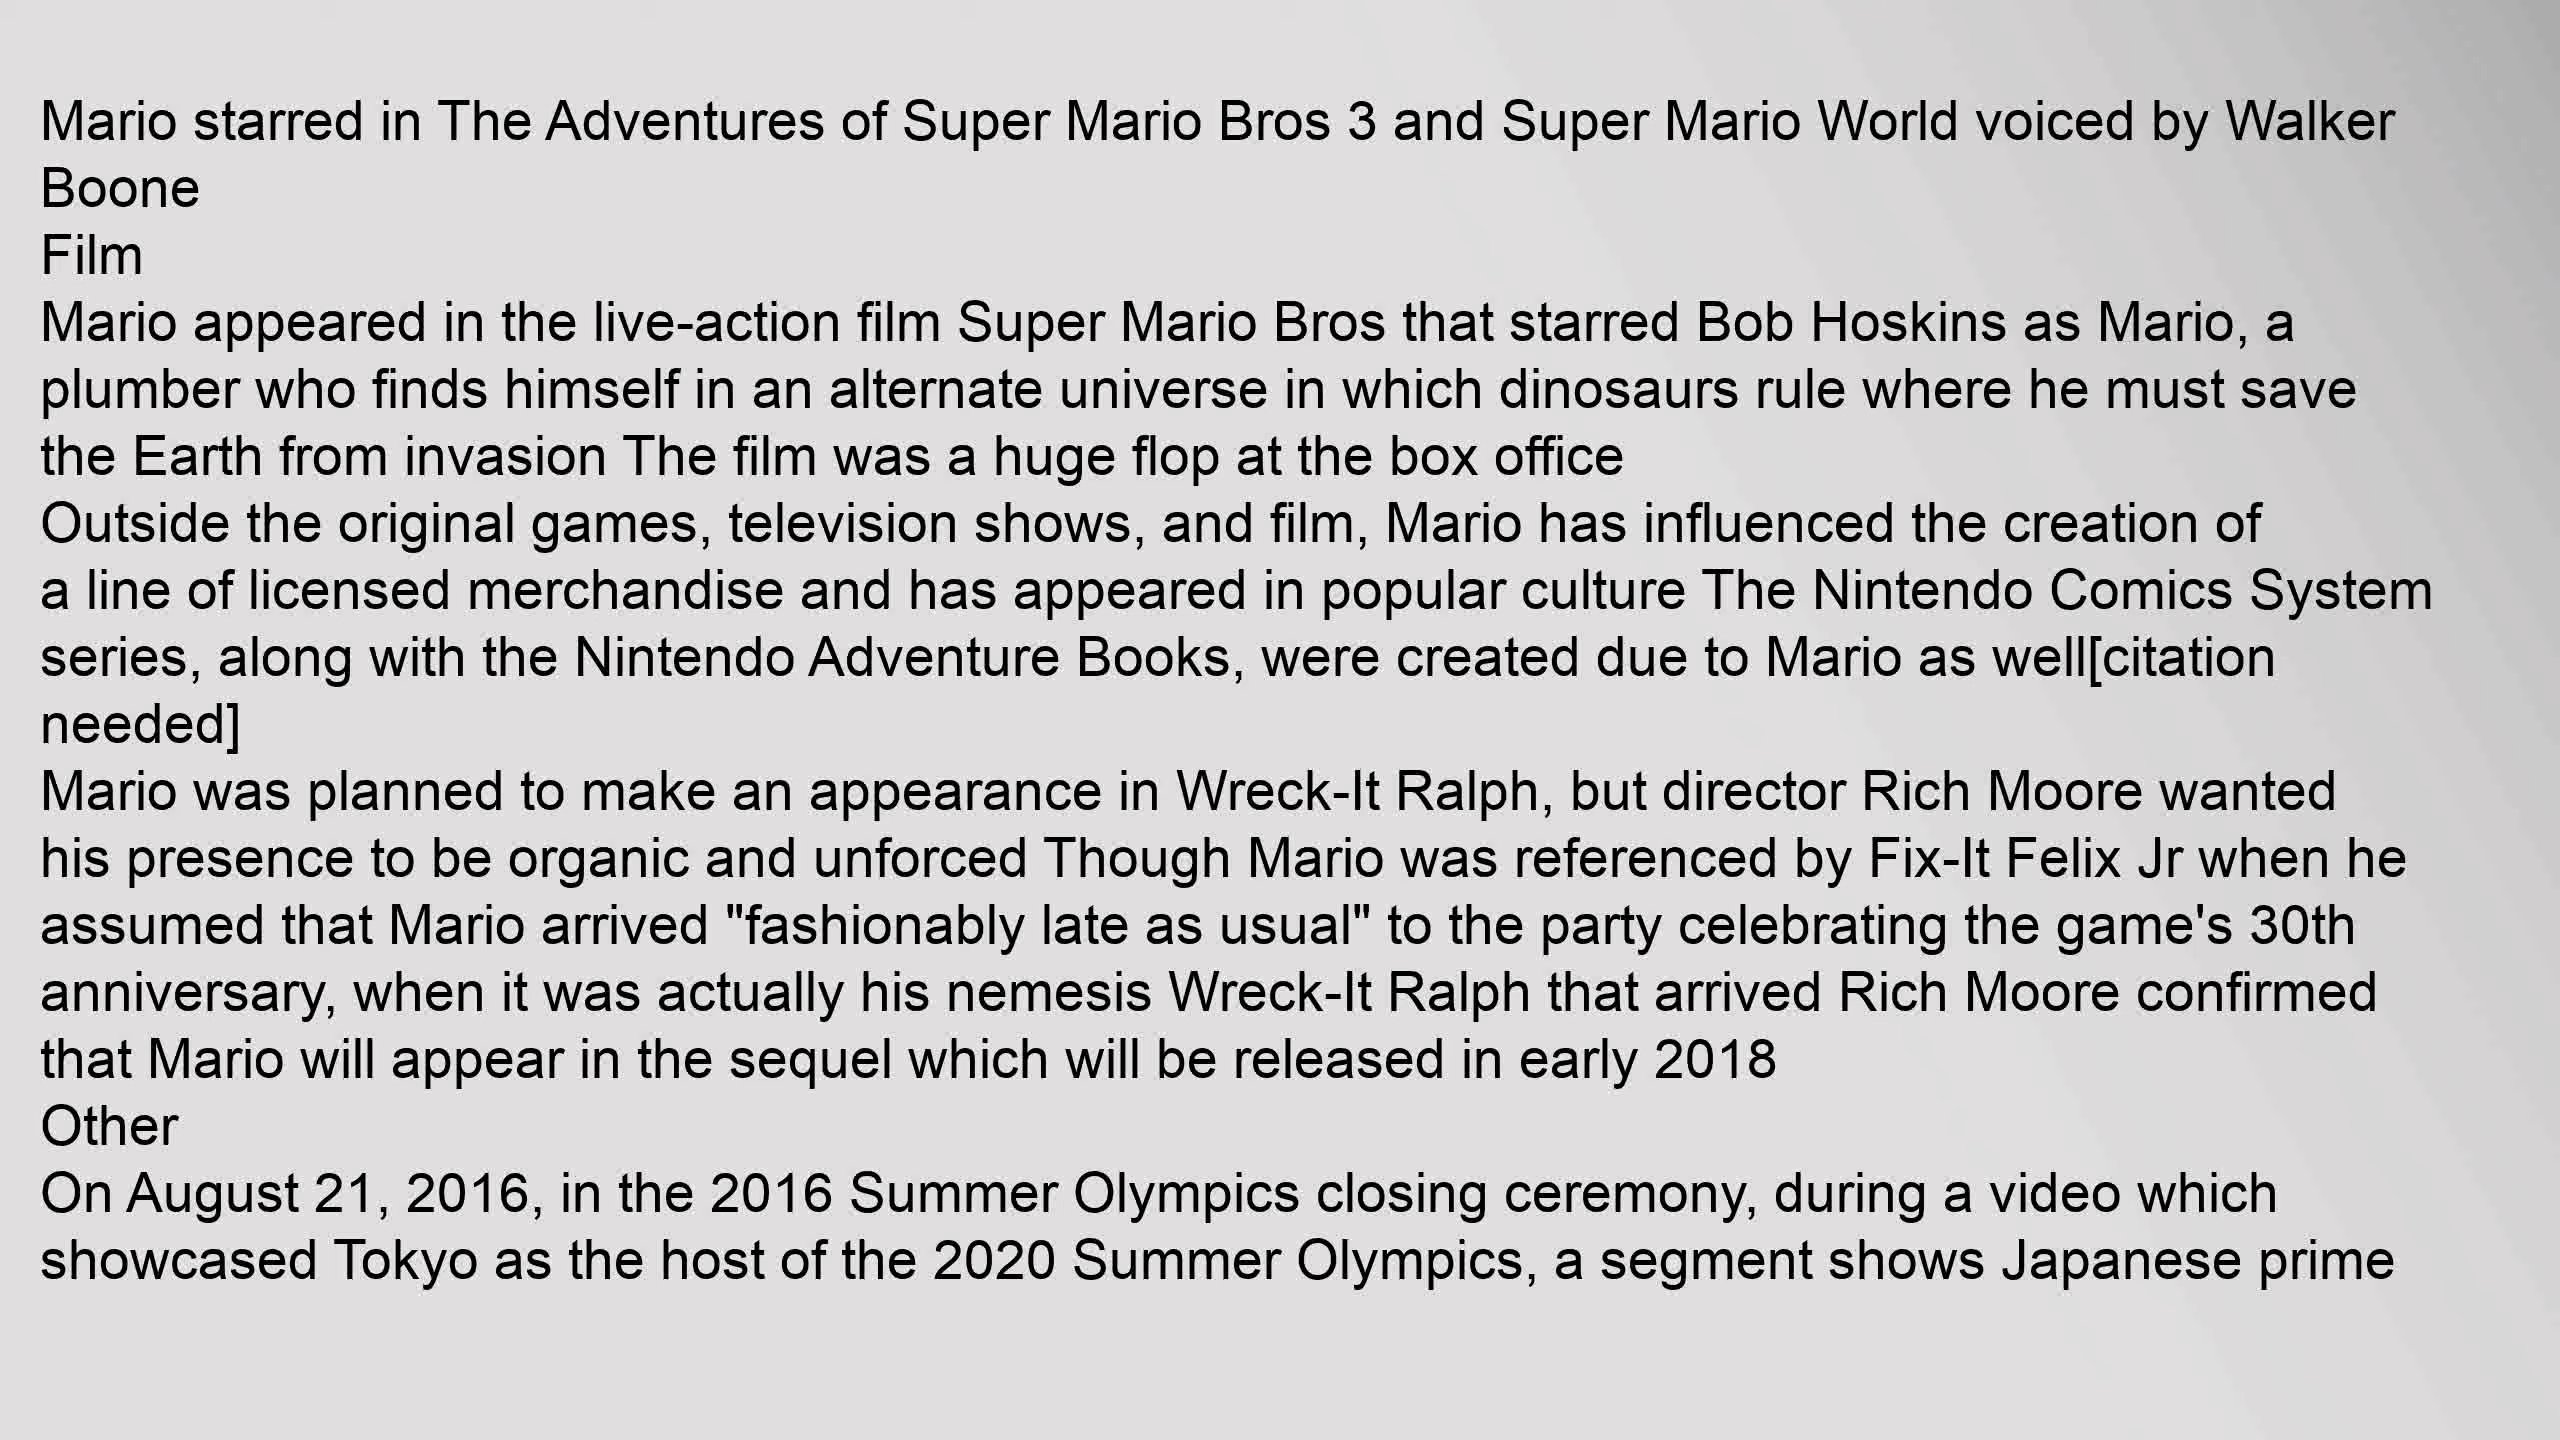 Mario starred in The Adventures of Super Mario Bros 3 and Super Mario World voiced by Walker
Boone
Film
Mario appeared in the live-action film Super Mario Bros that starred Bob Hoskins as Mario, a
plumber who finds himself in an alternate universe in which dinosaurs rule where he must save
the Earth from invasion The film was a huge flop at the box office
Outside the original games, television shows, and film, Mario has influenced the creation of
a line of licensed merchandise and has appeared in popular culture The Nintendo Comics System
series, along with the Nintendo Adventure Books, were created due to Mario as well[citation
needed]
Mario was planned to make an appearance in Wreck-It Ralph, but director Rich Moore wanted
his presence to be organic and unforced Though Mario was referenced by Fix-It Felix Jr when he
assumed that Mario arrived "fashionably late as usual" to the party celebrating the game's 30th
anniversary, when it was actually his nemesis Wreck-It Ralph that arrived Rich Moore confirmed
that Mario will appear in the sequel which will be released in early 2018
Other
On August 21, 2016, in the 2016 Summer Olympics closing ceremony, during a video which
showcased Tokyo as the host of the 2020 Summer Olympics, a segment shows Japanese prime